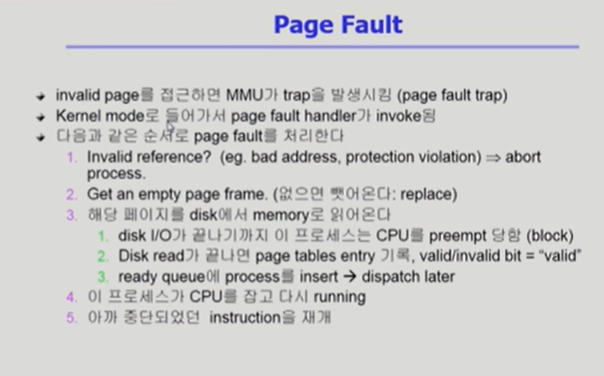 Page Fault
invalid page를 접근하면 MMU가 trap을 발생시킴 (page fault trap)
Kernel mode로 들어가서 page fault handler가 invoke됨
다음과 같은 순서로 page fault를 처리한다
1. Invalid reference? (eg. bad address, protection violation) ⇒ abort
process.
2. Get an empty page frame. (없으면 뺏어온다: replace)
3. 해당 페이지를 disk에서 memory로 읽어온다
1. disk I/O가 끝나기까지 이 프로세스는 CPU를 preempt 당함 (block)
2. Disk read가 끝나면 page tables entry 기록, valid/invalid bit = “valid”
3. ready queue에 process를 insert → dispatch later
4. 이 프로세스가 CPU를 잡고 다시 running
5. 아까 중단되었던 instruction을 재개